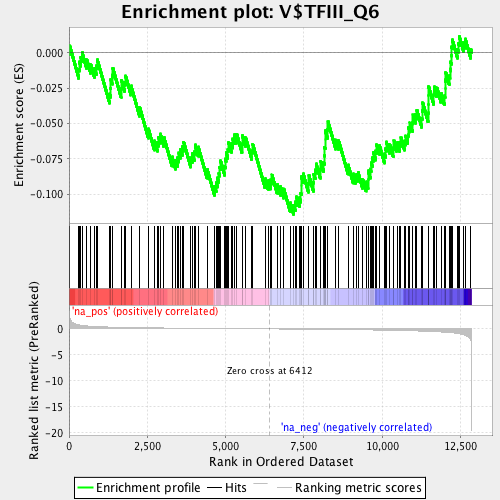 Enrichment plot: V$TFIII_Q6
Enrichment score (ES)
0.000
-0.025
-0.050
-0.075
-0.100
'na_pos' (positively correlated)
Ranked list metric (PreRanked)
0
-5
-10
-15
-20
Zero cross at 6412
'na_neg' (negatively correlated)
0
2,500
5,000
7,500
10,000
12,500
Rank in Ordered Dataset
Enrichment profile
Hits
Ranking metric scores